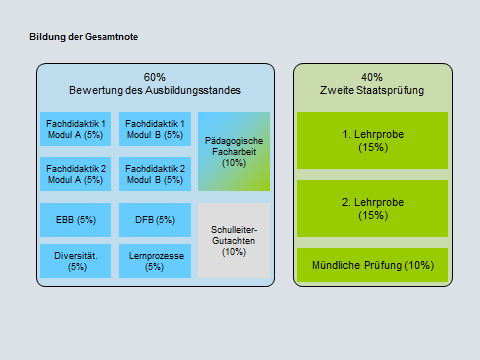 Bildung der Gesamtnote
60%
Bewertung des Ausbildungsstandes
Fachdidaktik 1
Modul A (5%)
Fachdidaktik 1
Modul B (5%)
Pädagogische
Facharbeit
(10%)
Fachdidaktik 2
Modul A (5%)
Fachdidaktik 2
Modul B (5%)
EBB (5%)
DFB (5%)
Schulleiter-
Gutachten
(10%)
Diversität.
(5%)
Lernprozesse
(5%)
40%
Zweite Staatsprüfung
1. Lehrprobe
(15%)
2. Lehrprobe
(15%)
Mündliche Prüfung (10%)